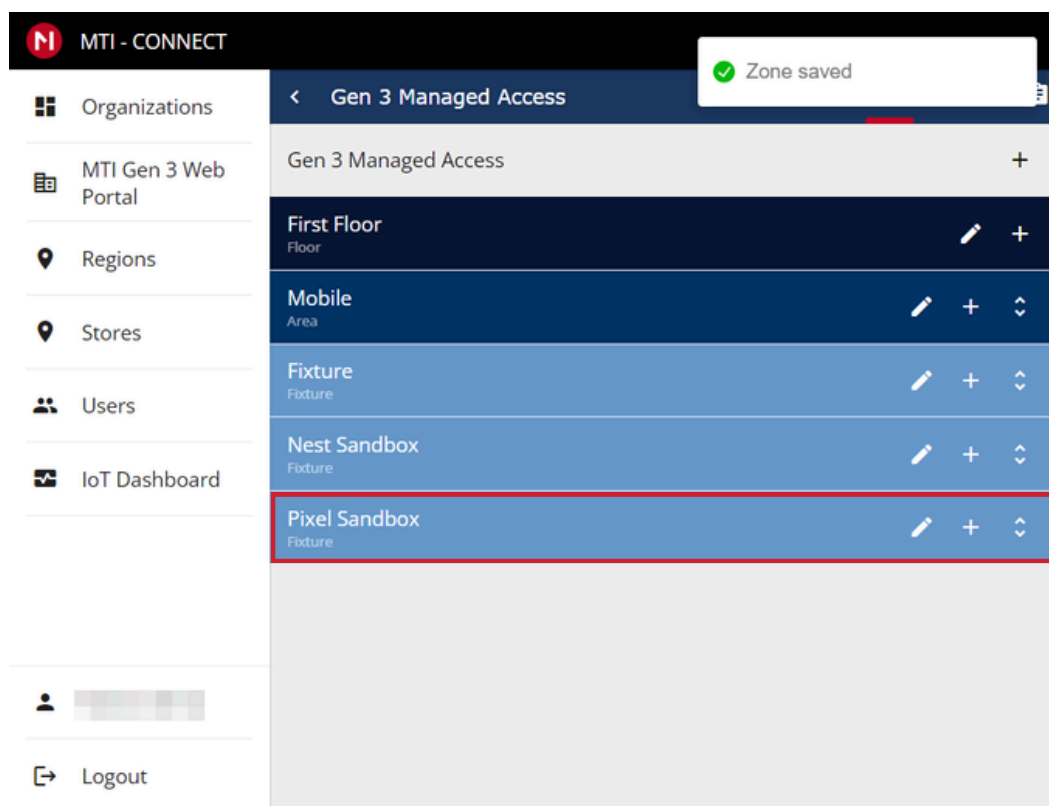 MTI - CONNECT
Zone saved
Organizations
MTI Gen 3 Web
Portal
Regions
Stores
Users
IoT Dashboard
Logout
Gen 3 Managed Access
Gen 3 Managed Access
First Floor
Floor
Mobile
Area
Fixture
Fixture
Nest Sandbox
Fixture
Pixel Sandbox
Fixture